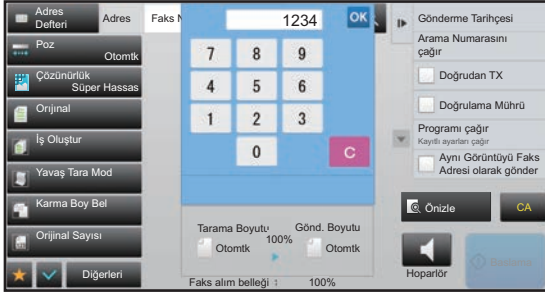 Adres
Defteri
Adres
Faks N
1234
OK
Gönderme Tarihçesi
Poz
Otomtk
Arama Numarasını
çağır
Çözünürlük
Süper Hassas
Doğrudan TX
Orijinal
Doğrulama Mührü
İş Oluştur
Programı çağır
Kayıtlı ayarları çağır
Yavaş Tara Mod
Aynı Görüntüyü Faks
Adresi olarak gönder
7 8 9
4 5 6
1 2 3
0
C
Karma Boy Bel
Önizle
CA
Orijinal Sayısı
Tarama Boyutu
Gönd. Boyutu
100%
Otomtk
Otomtk
Diğerleri
Faks alım belleği : 100%
Hoparlör